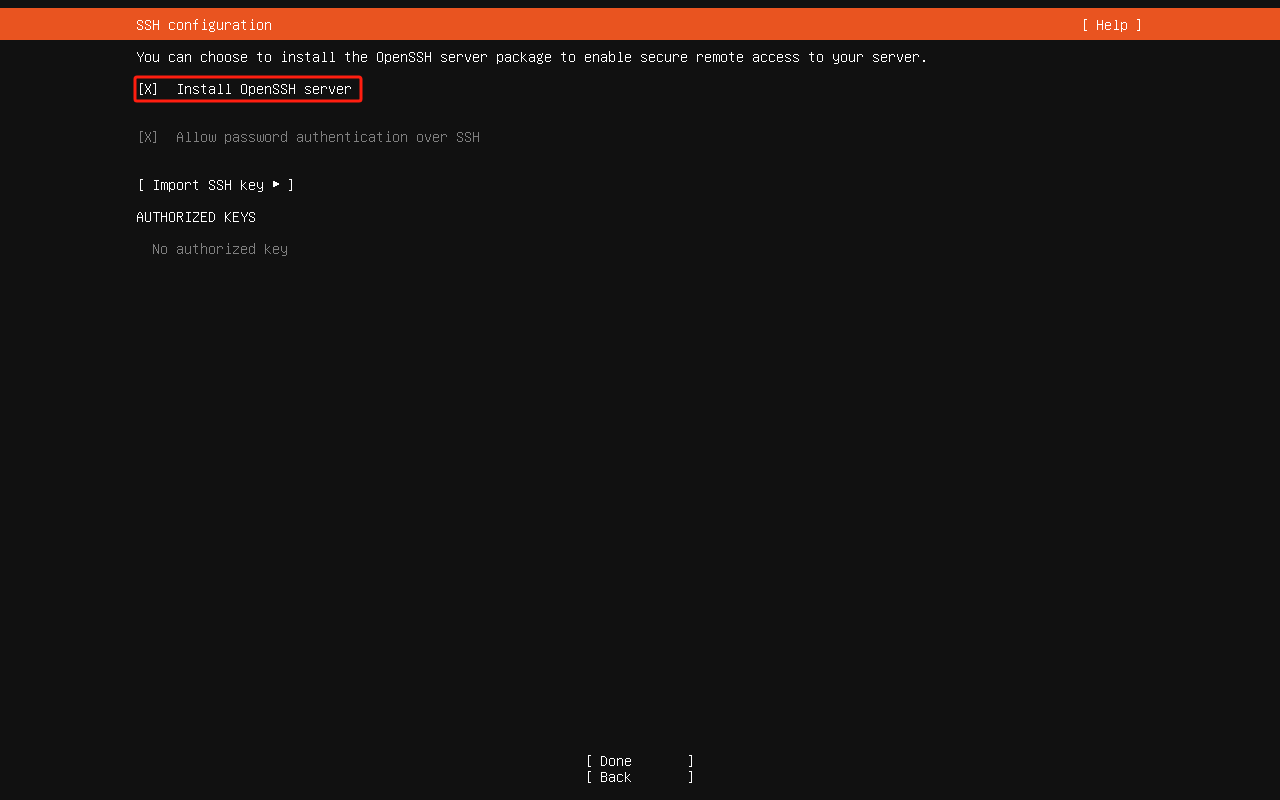 SSH configuration [ Help ]
You can choose to install the OpenSSH server package to enable secure remote access to your server.
[X] Install OpenSSH server
[X] Allow password authentication over SSH
[ Import SSH key ▸ ]
AUTHORIZED KEYS
No authorized key
[ Done ]
[ Back ]